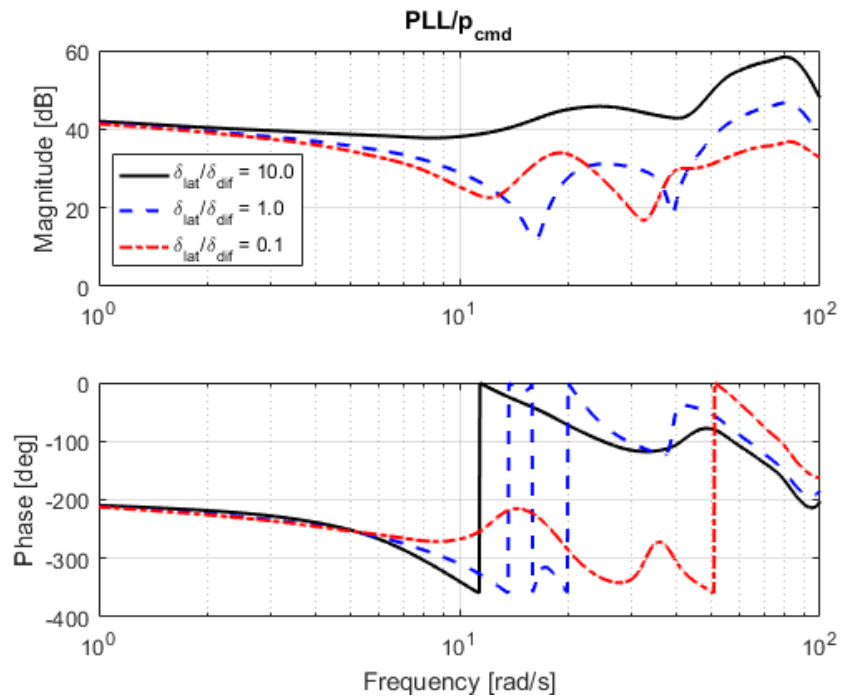 PLL/p_cmd
Magnitude [dB]
60
40
20
0
δ_lat/δ_dif = 10.0
δ_lat/δ_dif = 1.0
δ_lat/δ_dif = 0.1
10^0
10^1
10^2
Phase [deg]
0
-100
-200
-300
-400
10^0
10^1
10^2
Frequency [rad/s]